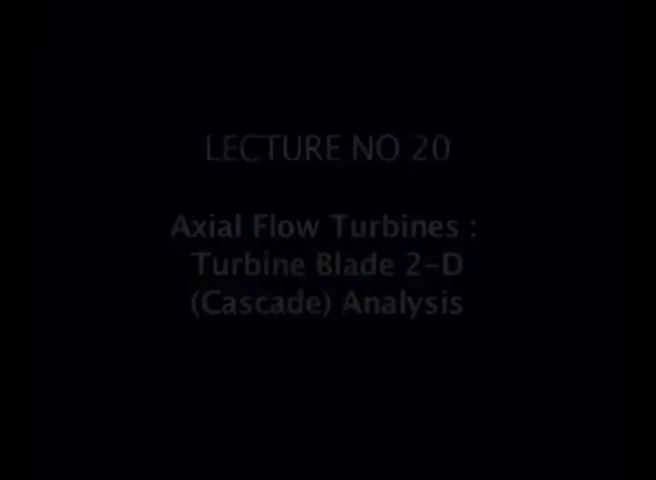 LECTURE NO 20
Axial Flow Turbines :
Turbine Blade 2-D
(Cascade) Analysis